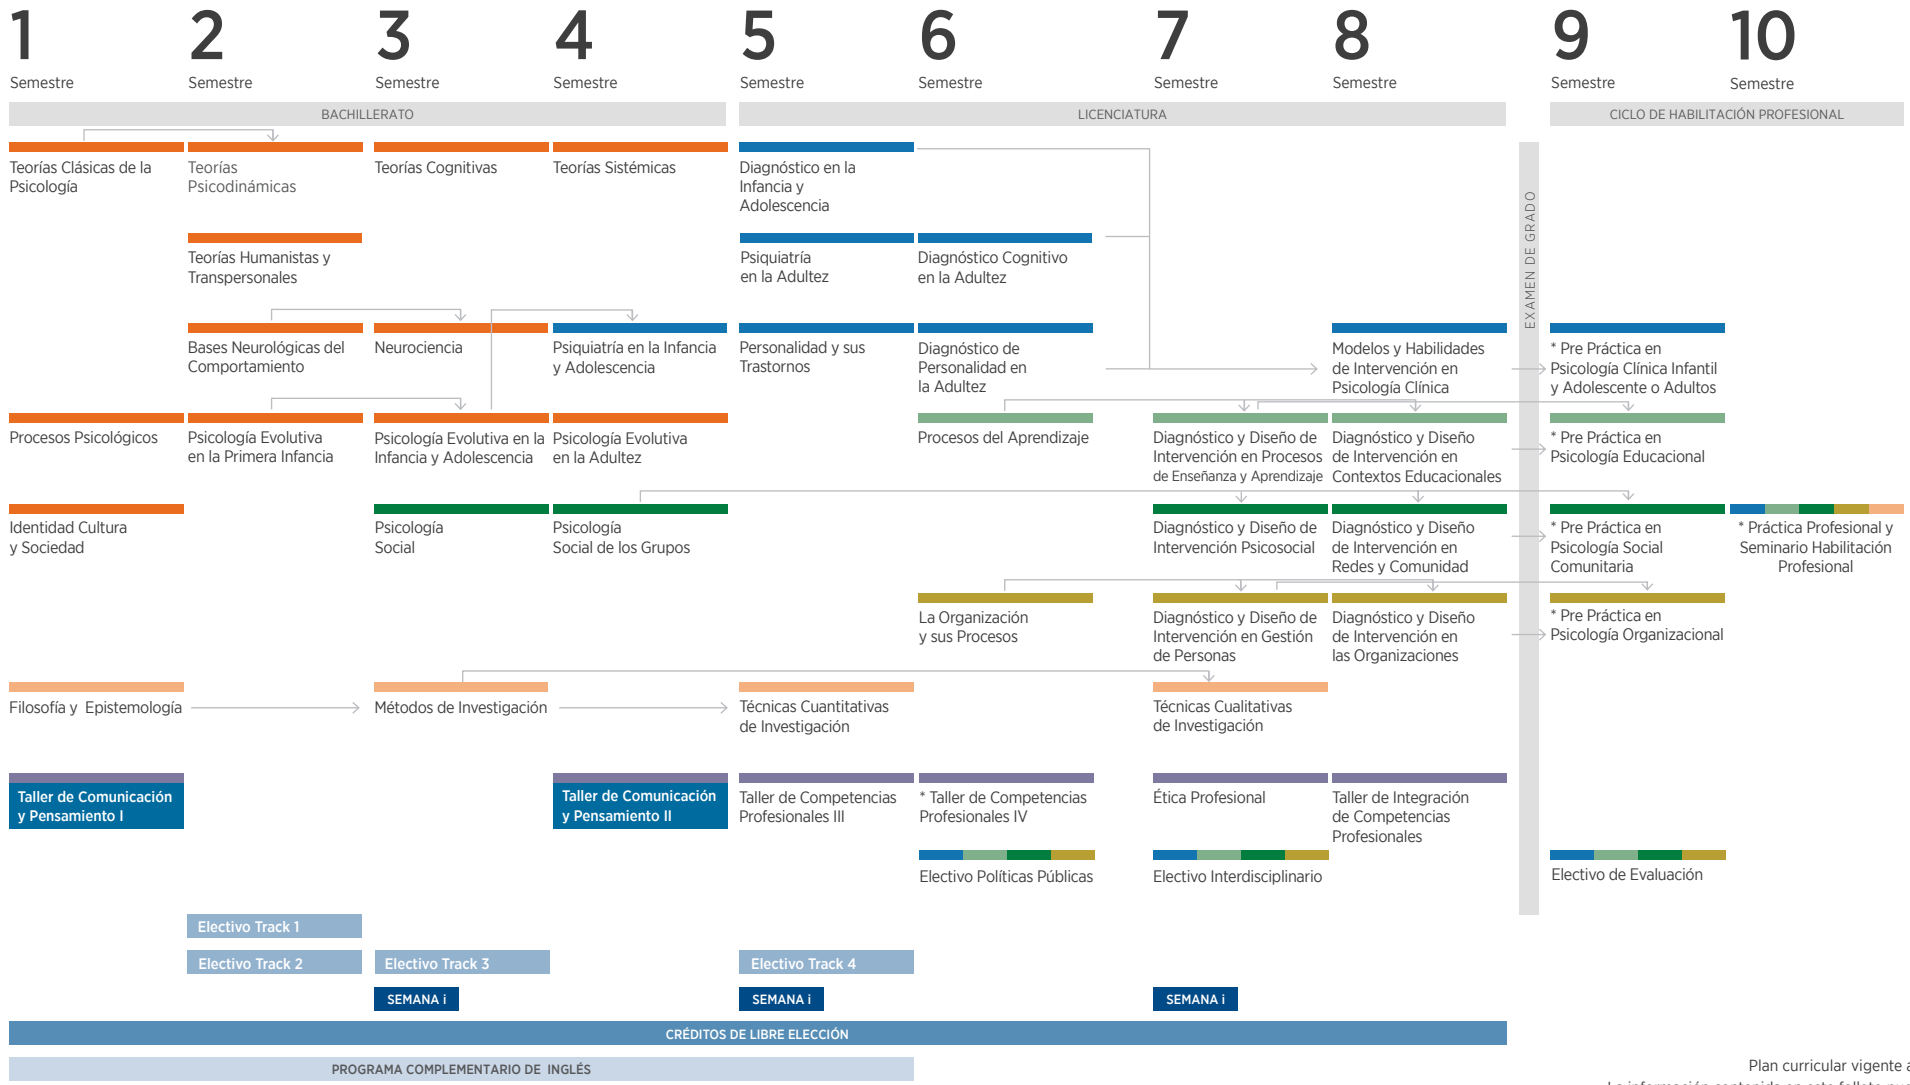 1
2
3
4
5
6
7
8
9
10
Semestre
Semestre
Semestre
Semestre
Semestre
Semestre
Semestre
Semestre
Semestre
Semestre
BACHILLERATO
LICENCIATURA
CICLO DE HABILITACIÓN PROFESIONAL
EXAMEN DE GRADO
Teorías Clásicas de la
Psicología
Teorías
Psicodinámicas
Teorías Cognitivas
Teorías Sistémicas
Diagnóstico en la
Infancia y
Adolescencia
Teorías Humanistas y
Transpersonales
Psiquiatría
en la Adultez
Diagnóstico Cognitivo
en la Adultez
Bases Neurológicas del
Comportamiento
Neurociencia
Psiquiatría en la Infancia
y Adolescencia
Personalidad y sus
Trastornos
Diagnóstico de
Personalidad en
la Adultez
Modelos y Habilidades
de Intervención en
Psicología Clínica
* Pre Práctica en
Psicología Clínica Infantil
y Adolescente o Adultos
Procesos Psicológicos
Psicología Evolutiva
en la Primera Infancia
Psicología Evolutiva en la
Infancia y Adolescencia
Psicología Evolutiva
en la Adultez
Procesos del Aprendizaje
Diagnóstico y Diseño de
Intervención en Procesos
de Enseñanza y Aprendizaje
Diagnóstico y Diseño
de Intervención en
Contextos Educacionales
* Pre Práctica en
Psicología Educacional
Identidad Cultura
y Sociedad
Psicología
Social
Psicología
Social de los Grupos
Diagnóstico y Diseño de
Intervención Psicosocial
Diagnóstico y Diseño
de Intervención en
Redes y Comunidad
* Pre Práctica en
Psicología Social
Comunitaria
* Práctica Profesional y
Seminario Habilitación
Profesional
La Organización
y sus Procesos
Diagnóstico y Diseño de
Intervención en Gestión
de Personas
Diagnóstico y Diseño
de Intervención en
las Organizaciones
* Pre Práctica en
Psicología Organizacional
Filosofía y Epistemología
Métodos de Investigación
Técnicas Cuantitativas
de Investigación
Técnicas Cualitativas
de Investigación
Taller de Comunicación
y Pensamiento I
Taller de Comunicación
y Pensamiento II
Taller de Competencias
Profesionales III
* Taller de Competencias
Profesionales IV
Ética Profesional
Taller de Integración
de Competencias
Profesionales
Electivo Políticas Públicas
Electivo Interdisciplinario
Electivo de Evaluación
Electivo Track 1
Electivo Track 2
Electivo Track 3
Electivo Track 4
SEMANA i
SEMANA i
SEMANA i
CRÉDITOS DE LIBRE ELECCIÓN
PROGRAMA COMPLEMENTARIO DE INGLÉS
Plan curricular vigente a